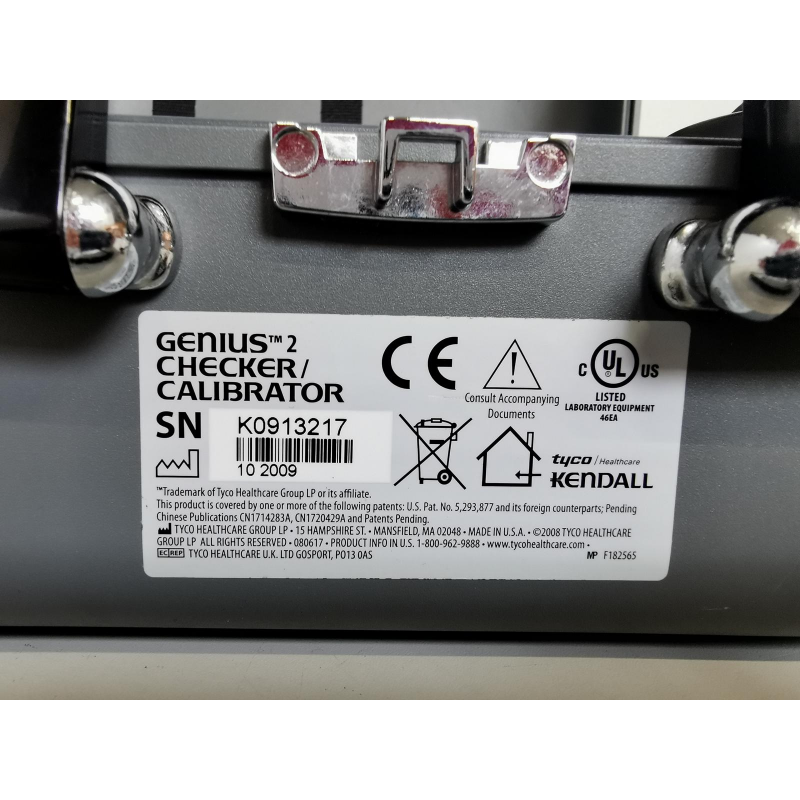 GENIUS™ 2
CHECKER/
CALIBRATOR
SN K0913217
10 2009
CE
Consult Accompanying
Documents
C UL US
®
LISTED
LABORATORY EQUIPMENT
46EA
tyco / Healthcare
KENDALL
™Trademark of Tyco Healthcare Group LP or its affiliate.
This product is covered by one or more of the following patents: U.S. Pat. No. 5,293,877 and its foreign counterparts; Pending
Chinese Publications CN1714283A, CN1720429A and Patents Pending.
TYCO HEALTHCARE GROUP LP • 15 HAMPSHIRE ST. • MANSFIELD, MA 02048 • MADE IN U.S.A. • ©2008 TYCO HEALTHCARE
GROUP LP ALL RIGHTS RESERVED • 080617 • PRODUCT INFO IN U.S. 1-800-962-9888 • www.tycohealthcare.com
EC REP TYCO HEALTHCARE U.K. LTD GOSPORT, PO13 0AS
MP F182565